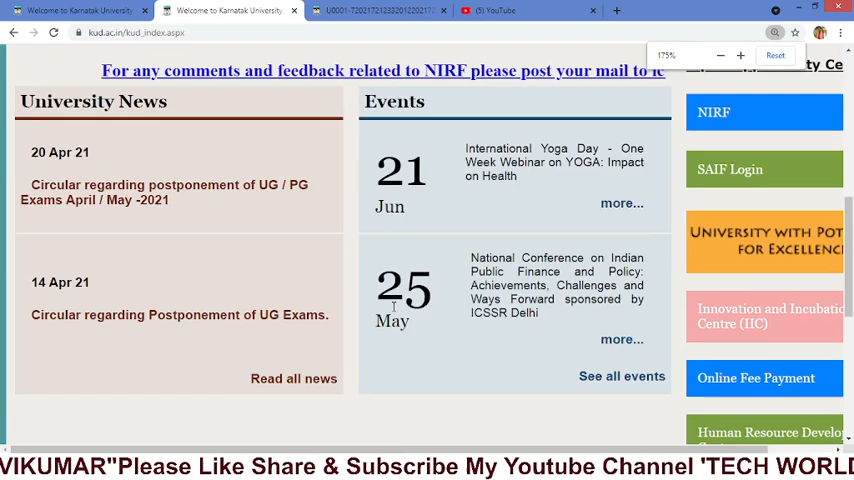 Welcome to Karnatak University,
Welcome to Karnatak University,
U0001-7202172123320122021​7
(5) YouTube
kud.ac.in/kud_index.aspx
175%
Reset
For any comments and feedback related to NIRF please post your mail to
University News
20 Apr 21
Circular regarding postponement of UG / PG
Exams April / May -2021
14 Apr 21
Circular regarding Postponement of UG Exams.
Read all news
Events
21
Jun
International Yoga Day - One
Week Webinar on YOGA: Impact
on Health
more...
25
May
National Conference on Indian
Public Finance and Policy:
Achievements, Challenges and
Ways Forward sponsored by
ICSSR Delhi
more...
See all events
NIRF
SAIF Login
UNIVERSITY WITH POT
FOR EXCELLENC
Innovation and Incubatio
Centre (IIC)
Online Fee Payment
Human Resource Develo
VIKUMAR"Please Like Share & Subscribe My Youtube Channel 'TECH WORLD